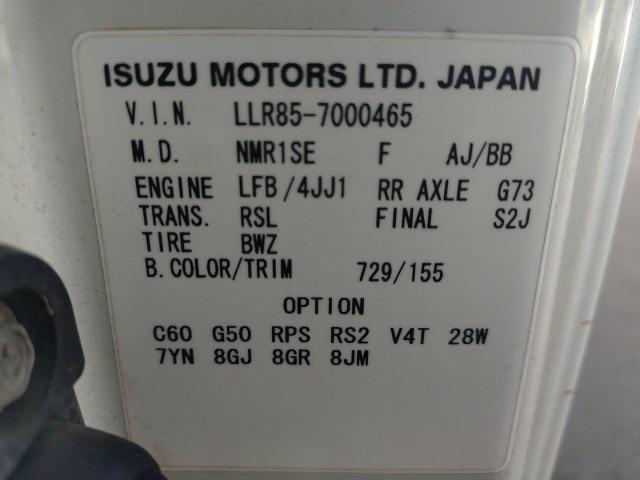 ISUZU MOTORS LTD. JAPAN
V.I.N. LLR85-7000465
M.D. NMR1SE F AJ/BB
ENGINE LFB/4JJ1 RR AXLE G73
TRANS. RSL FINAL S2J
TIRE BWZ
B.COLOR/TRIM 729/155
OPTION
C60 G50 RPS RS2 V4T 28W
7YN 8GJ 8GR 8JM